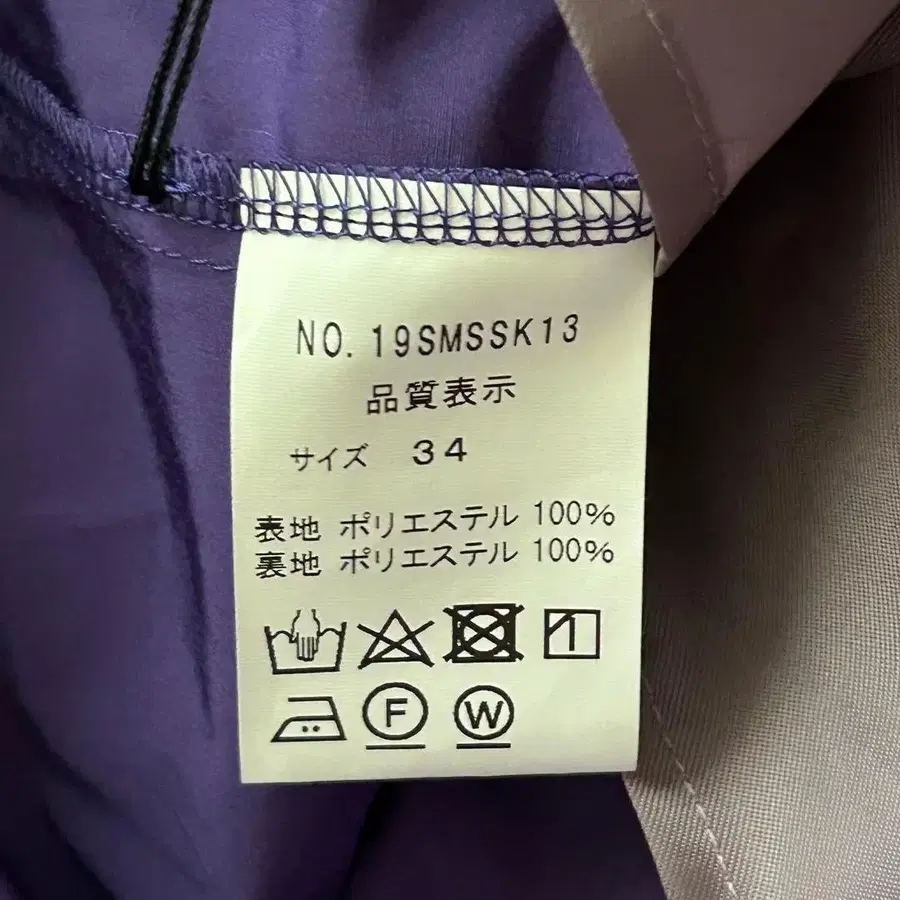 NO. 19SMSSK13
品質表示
サイズ 34
表地 ポリエステル 100%
裏地 ポリエステル 100%
1
F W